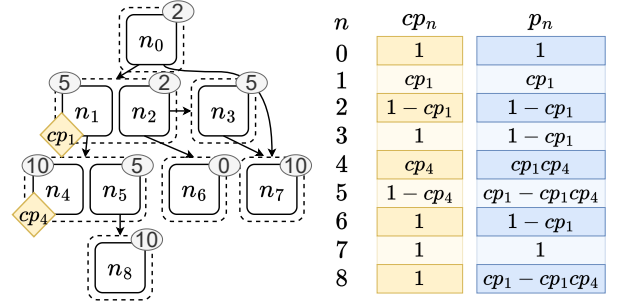 2
n₀
n cpₙ pₙ
0 1 1
5 2 5
1 cp₁ cp₁
n₁ n₂ n₃
2 1 − cp₁ 1 − cp₁
cp₁
3 1 1 − cp₁
10 5 0 10
4 cp₄ cp₁cp₄
n₄ n₅ n₆ n₇
5 1 − cp₄ cp₁ − cp₁cp₄
cp₄
6 1 1 − cp₁
10
7 1 1
n₈
8 1 cp₁ − cp₁cp₄